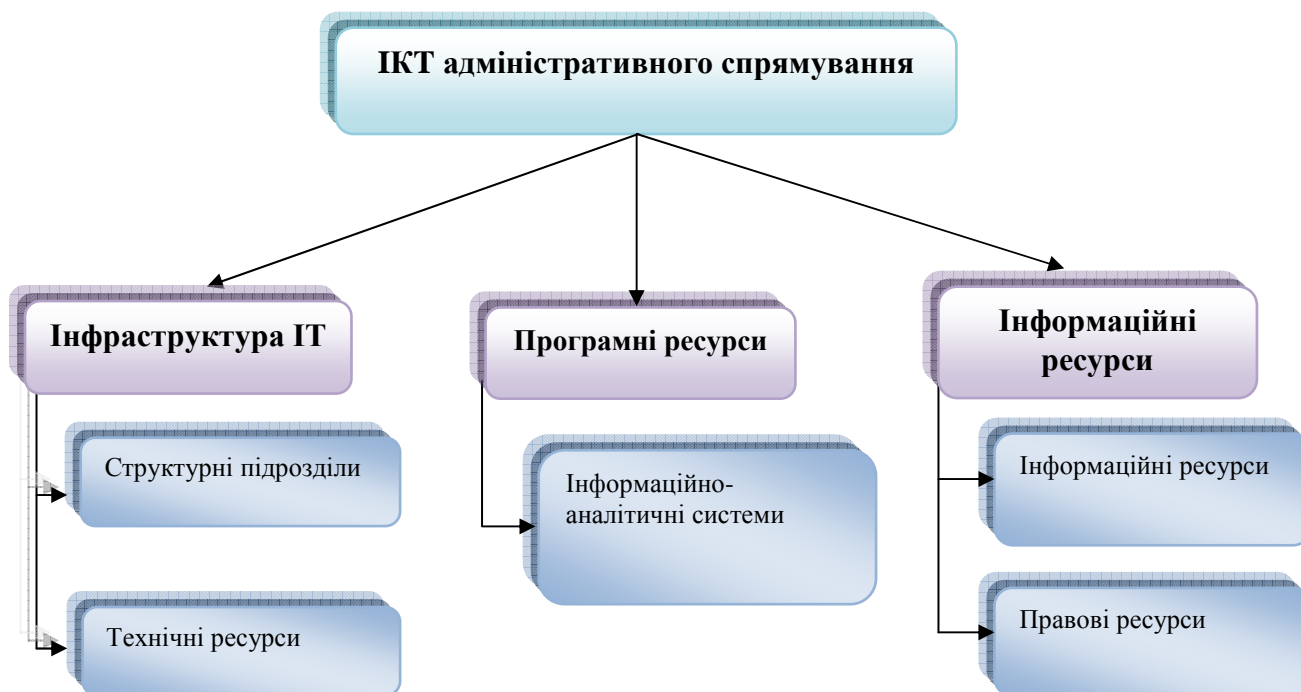 ІКТ адміністративного спрямування
Інфраструктура ІТ
Програмні ресурси
Інформаційні
ресурси
Структурні підрозділи
Технічні ресурси
Інформаційно-
аналітичні системи
Інформаційні ресурси
Правові ресурси